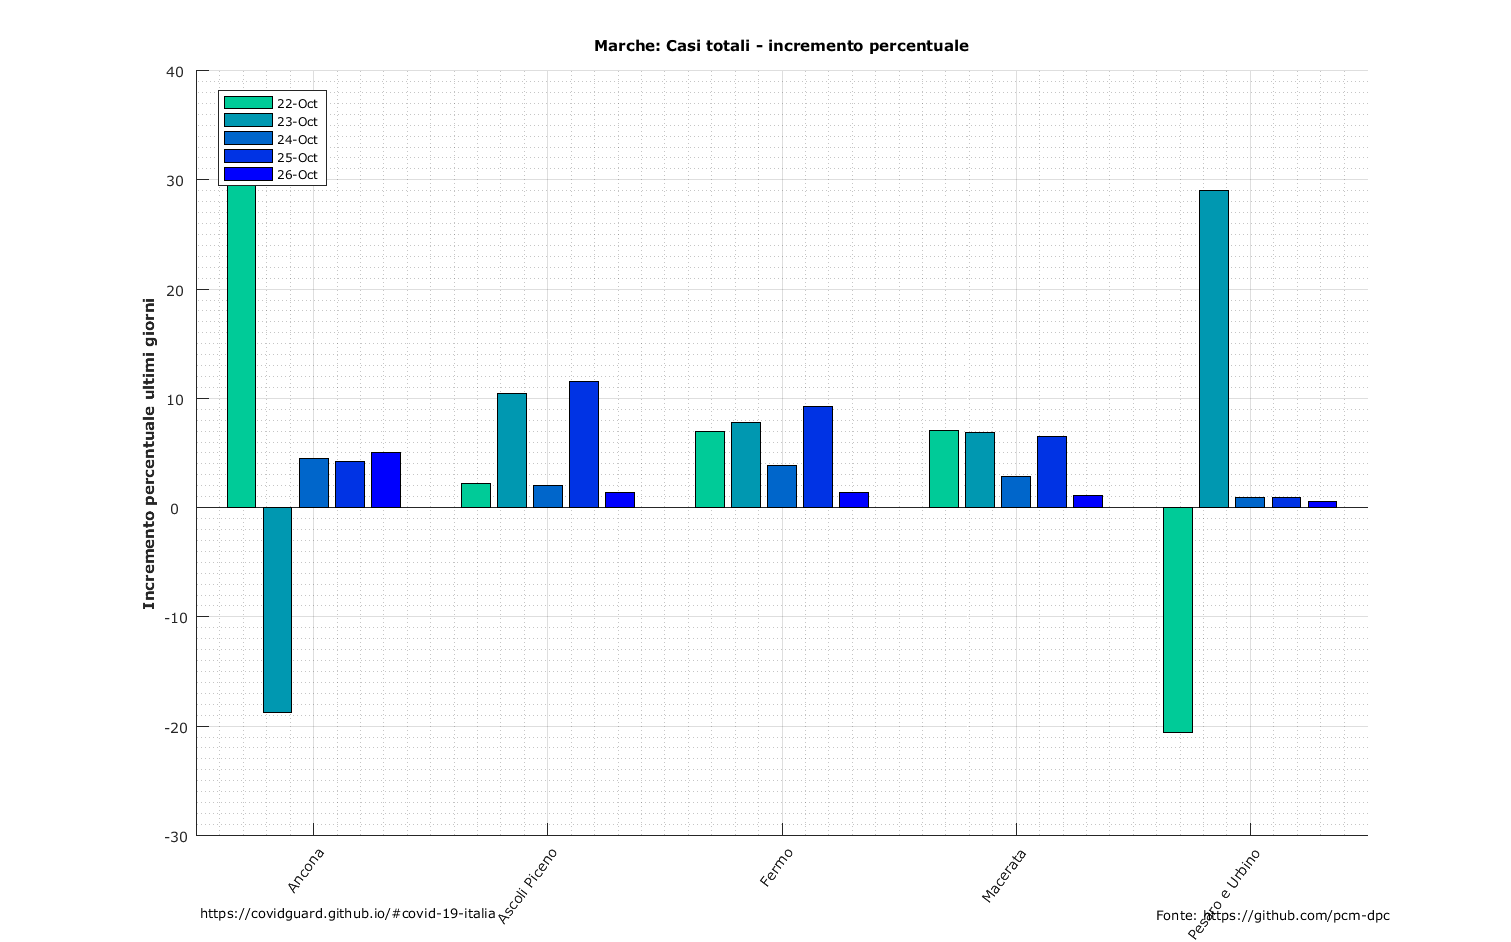 Marche: Casi totali - incremento percentuale
40
30
20
10
0
-10
-20
-30
Incremento percentuale ultimi giorni
22-Oct
23-Oct
24-Oct
25-Oct
26-Oct
Ancona
Ascoli Piceno
Fermo
Macerata
Pesaro e Urbino
https://covidguard.github.io/#covid-19-italia
Fonte: https://github.com/pcm-dpc